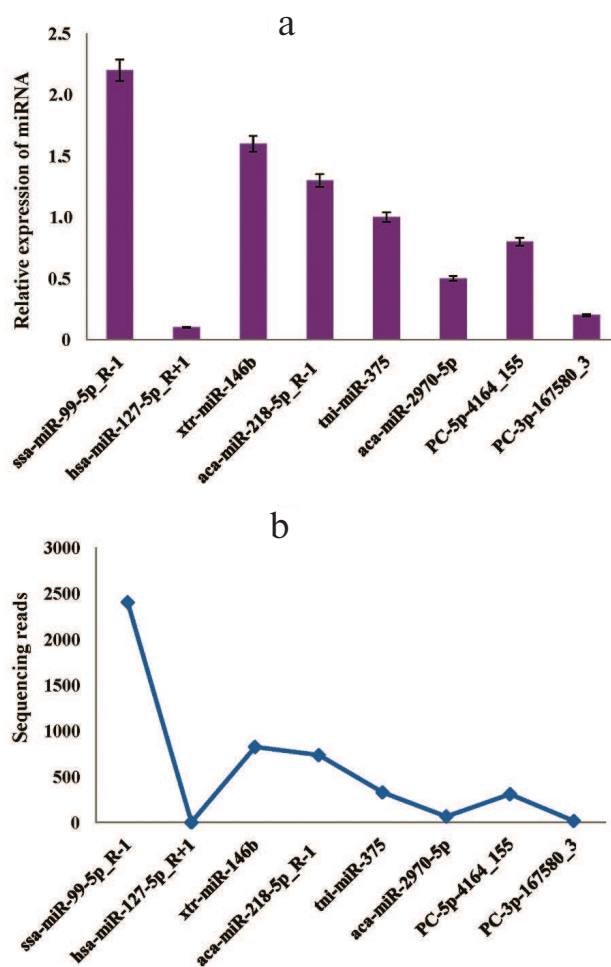 a
Relative expression of miRNA
2.5
2.0
1.5
1.0
0.5
0
ssa-miR-99-5p_R-1
hsa-miR-127-5p_R+1
xtr-miR-146b
aca-miR-218-5p_R-1
tni-miR-375
aca-miR-2970-5p
PC-5p-4164_155
PC-3p-167580_3
b
Sequencing reads
3000
2500
2000
1500
1000
500
0
ssa-miR-99-5p_R-1
hsa-miR-127-5p_R+1
xtr-miR-146b
aca-miR-218-5p_R-1
tni-miR-375
aca-miR-2970-5p
PC-5p-4164_155
PC-3p-167580_3